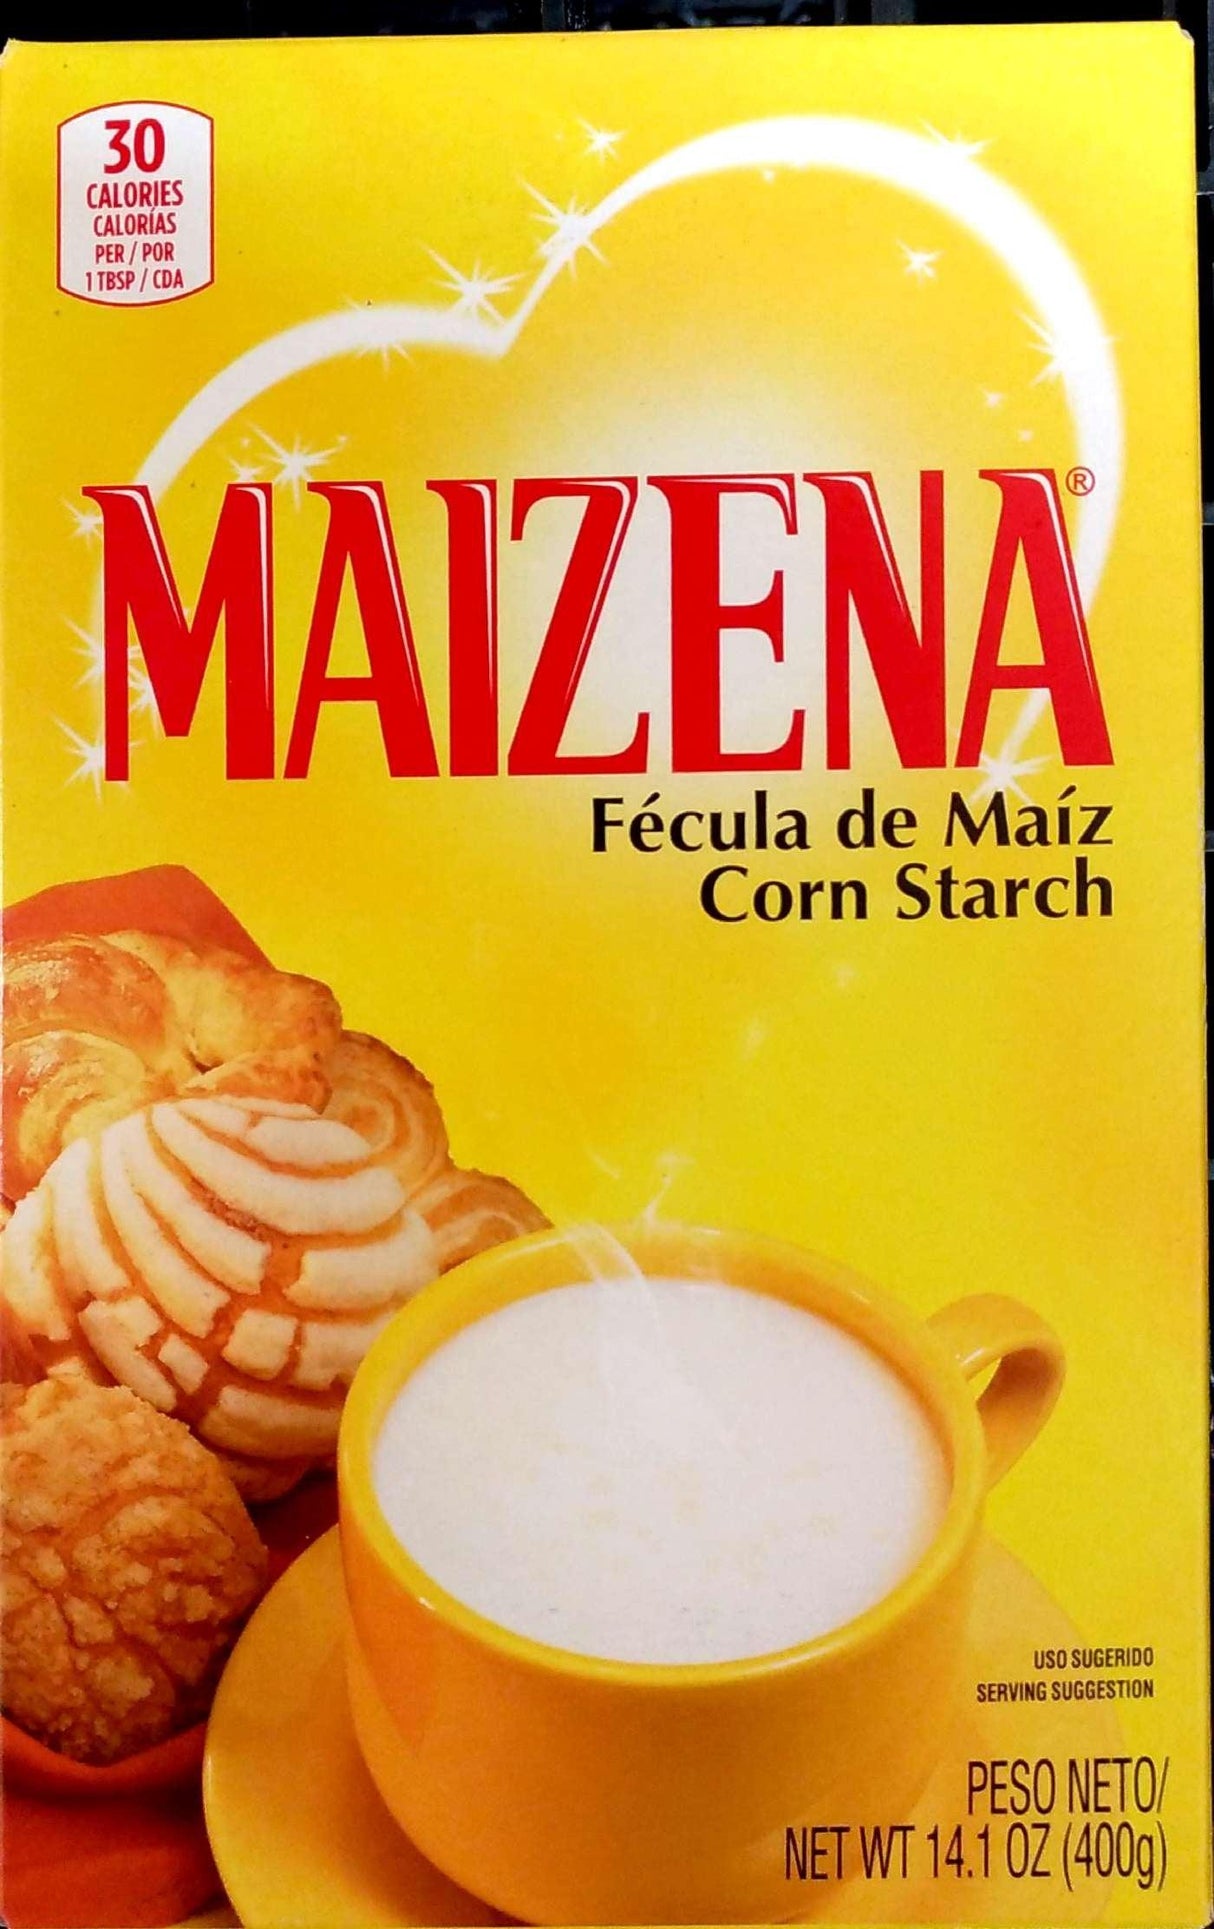 30
CALORIES
CALORÍAS
PER / POR
1 TBSP / CDA
MAIZENA®
Fécula de Maíz
Corn Starch
USO SUGERIDO
SERVING SUGGESTION
PESO NETO/
NET WT 14.1 OZ (400g)